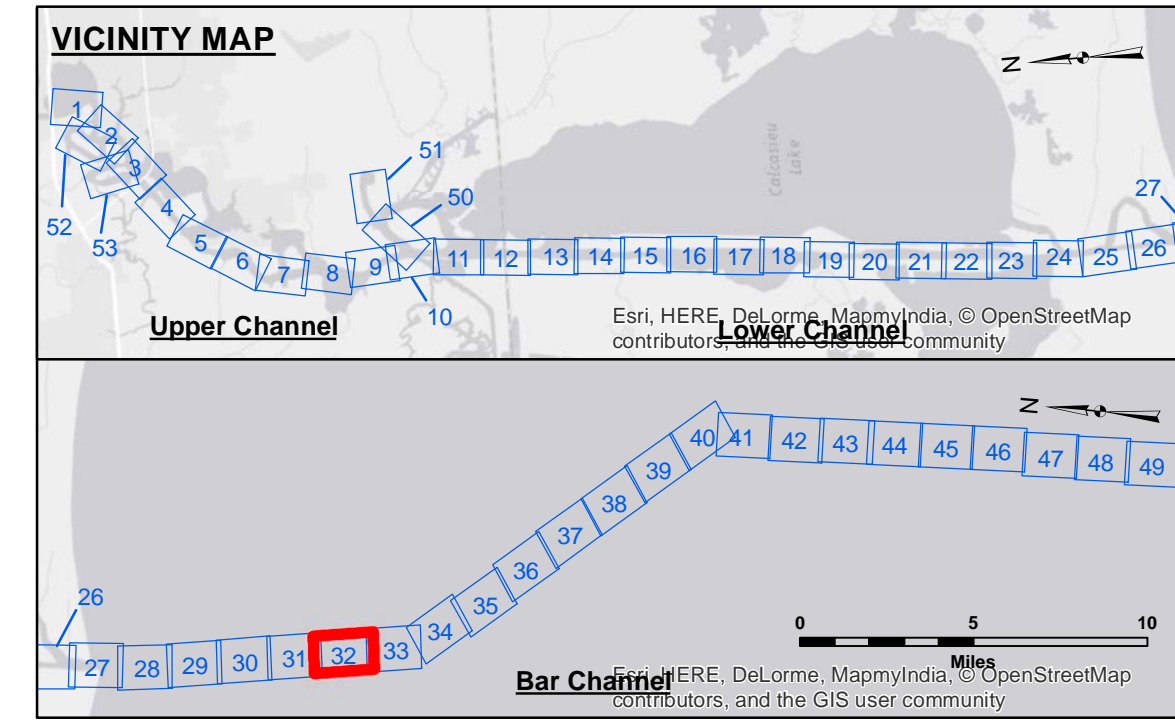 VICINITY MAP
N
1
2
3
52
53
4
5
6
7
8
9
51
50
10
11 12 13 14 15 16 17 18 19 20 21 22 23 24 25 26
27
Calcasieu
Lake
Upper Channel
Lower Channel
Esri, HERE, DeLorme, MapmyIndia, © OpenStreetMap
contributors, and the GIS user community
N
26
27 28 29 30 31 32 33 34 35 36 37 38 39 40 41 42 43 44 45 46 47 48 49
0 5 10
Miles
Bar Channel
Esri, HERE, DeLorme, MapmyIndia, © OpenStreetMap
contributors, and the GIS user community